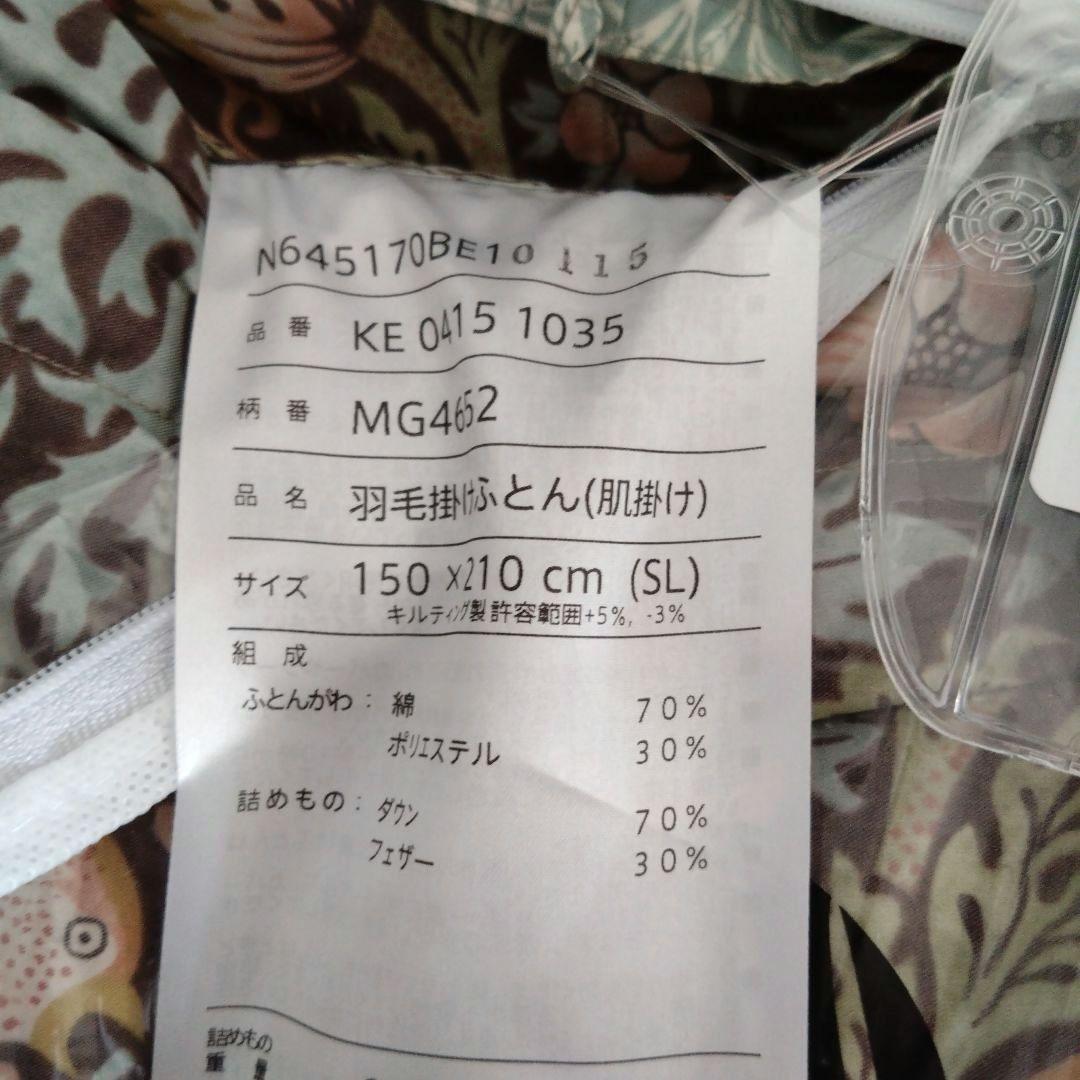 N645170BE10 115
品番 KE 0415 1035
柄番 MG4652
品名 羽毛掛けふとん(肌掛け)
サイズ 150×210 cm (SL)
キルティング製許容範囲+5%, -3%
組成
ふとんがわ: 綿 70%
ポリエステル 30%
詰めもの: ダウン 70%
フェザー 30%
詰めもの
重量